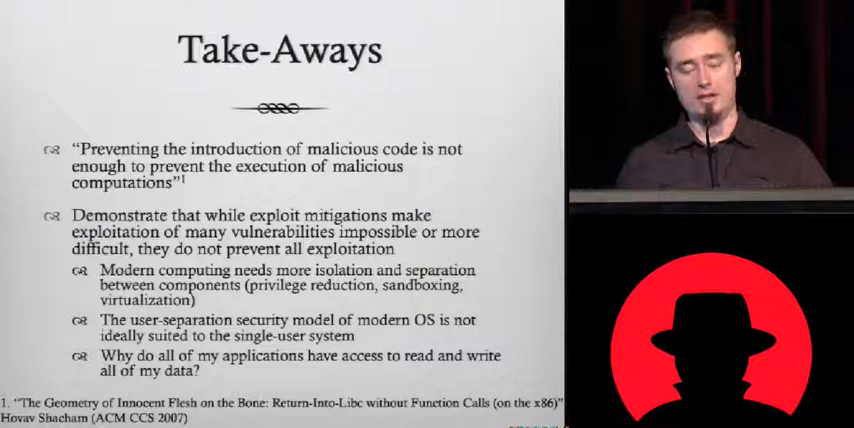 Take-Aways
“Preventing the introduction of malicious code is not
enough to prevent the execution of malicious
computations”1
Demonstrate that while exploit mitigations make
exploitation of many vulnerabilities impossible or more
difficult, they do not prevent all exploitation
Modern computing needs more isolation and separation
between components (privilege reduction, sandboxing,
virtualization)
The user-separation security model of modern OS is not
ideally suited to the single-user system
Why do all of my applications have access to read and write
all of my data?
1. “The Geometry of Innocent Flesh on the Bone: Return-Into-Libc without Function Calls (on the x86)”
Hovav Shacham (ACM CCS 2007)